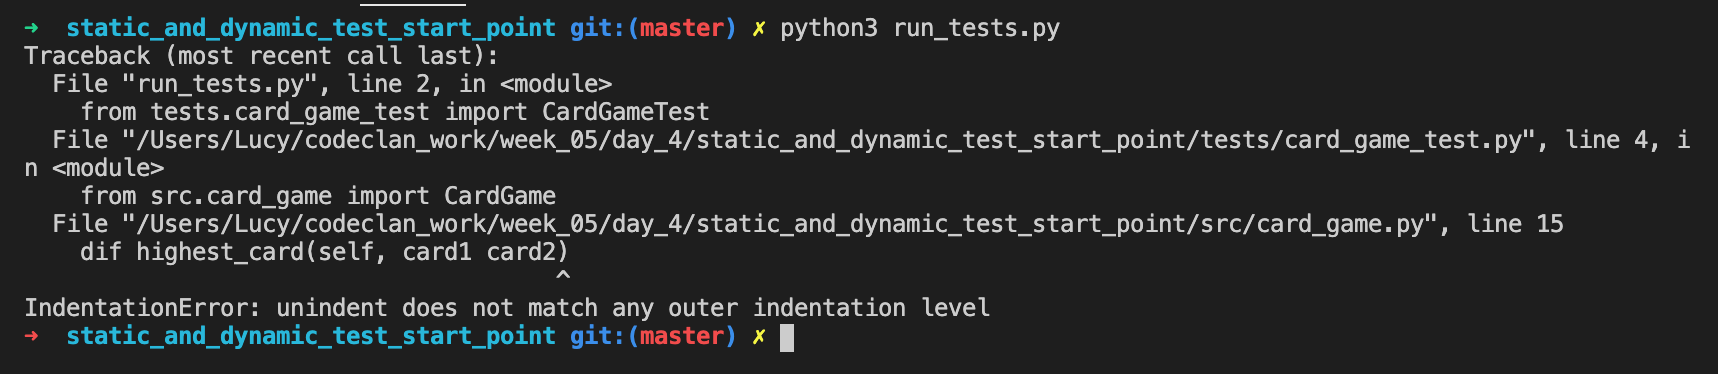 ➜  static_and_dynamic_test_start_point git:(master) ✗ python3 run_tests.py
Traceback (most recent call last):
  File "run_tests.py", line 2, in <module>
    from tests.card_game_test import CardGameTest
  File "/Users/Lucy/codeclan_work/week_05/day_4/static_and_dynamic_test_start_point/tests/card_game_test.py", line 4, i
n <module>
    from src.card_game import CardGame
  File "/Users/Lucy/codeclan_work/week_05/day_4/static_and_dynamic_test_start_point/src/card_game.py", line 15
    dif highest_card(self, card1 card2)
                                      ^
IndentationError: unindent does not match any outer indentation level
➜  static_and_dynamic_test_start_point git:(master) ✗